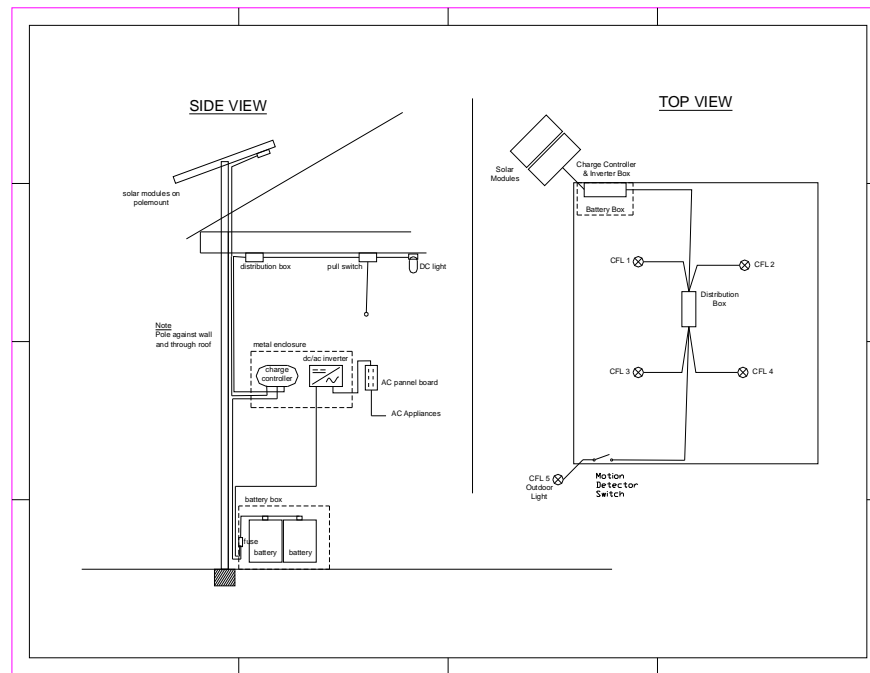 SIDE VIEW
solar modules on
polemount
distribution box
pull switch
DC light
Note
Pole against wall
and through roof
metal enclosure
dc/ac inverter
charge
controller
AC pannel board
AC Appliances
battery box
fuse
battery
battery
TOP VIEW
Solar
Modules
Charge Controller
& Inverter Box
Battery Box
CFL 1
CFL 2
Distribution
Box
CFL 3
CFL 4
CFL 5
Outdoor
Light
Motion
Detector
Switch